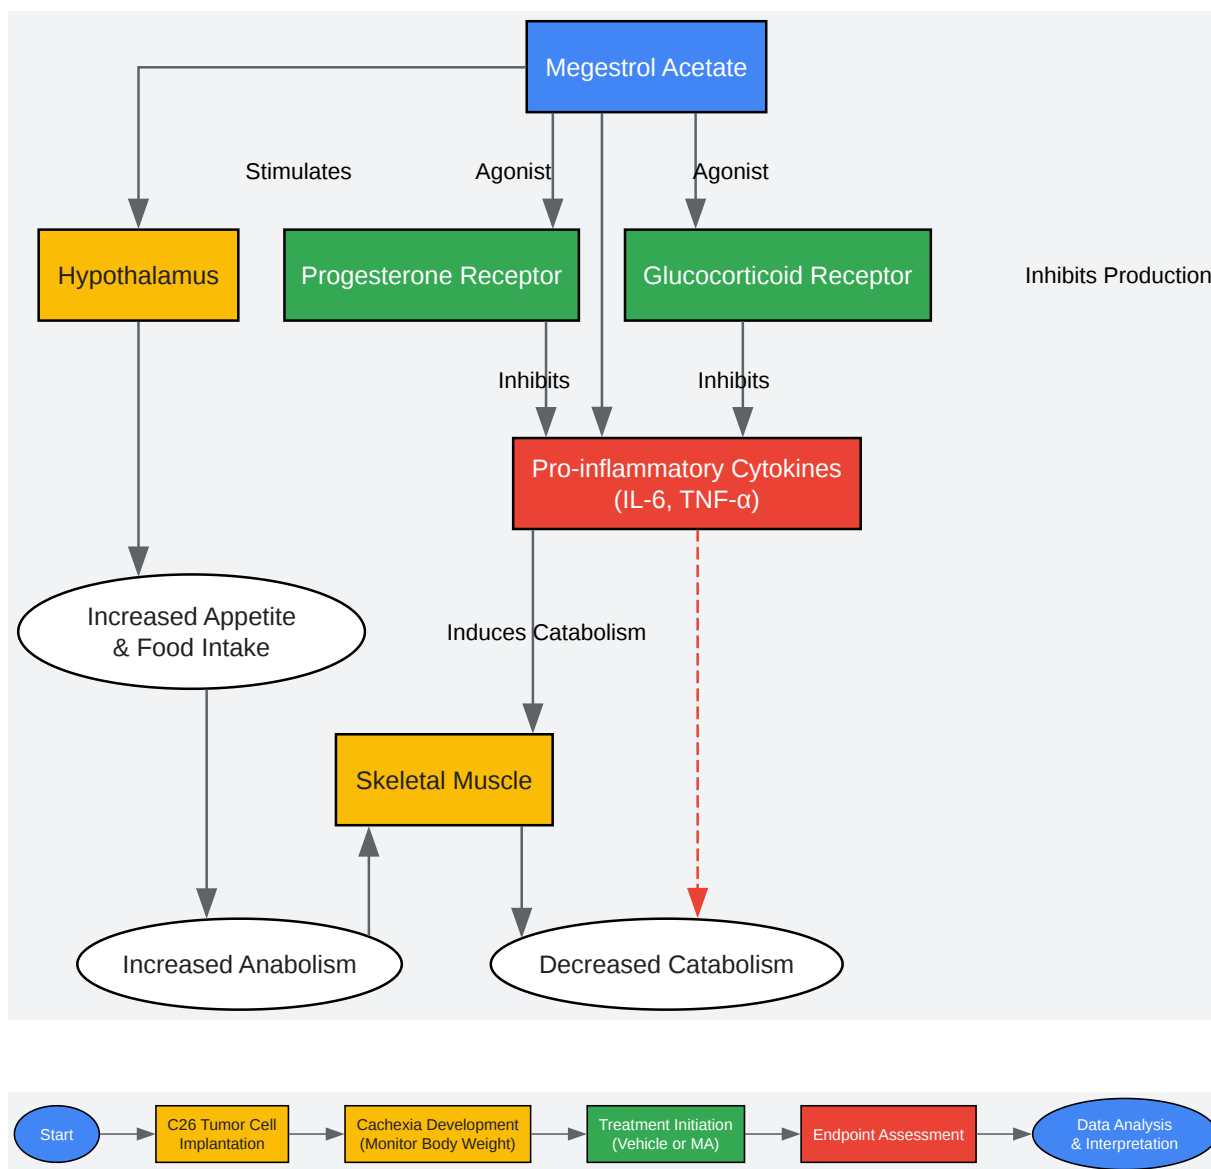 Megestrol Acetate
Stimulates
Agonist
Agonist
Hypothalamus
Progesterone Receptor
Glucocorticoid Receptor
Inhibits Production
Inhibits
Inhibits
Pro-inflammatory Cytokines
(IL-6, TNF-α)
Increased Appetite
& Food Intake
Induces Catabolism
Skeletal Muscle
Increased Anabolism
Decreased Catabolism
Start
C26 Tumor Cell
Implantation
Cachexia Development
(Monitor Body Weight)
Treatment Initiation
(Vehicle or MA)
Endpoint Assessment
Data Analysis
& Interpretation